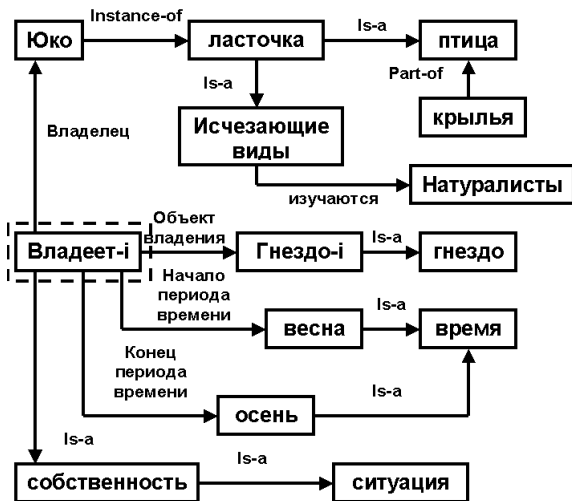 Instance-of
Юко
ласточка
Is-a
птица
Is-a
Part-of
крылья
Владелец
Исчезающие
виды
изучаются
Натуралисты
Владеет-i
Объект
владения
Гнездо-i
Is-a
гнездо
Начало
периода
времени
весна
Is-a
время
Конец
периода
времени
осень
Is-a
Is-a
собственность
Is-a
ситуация